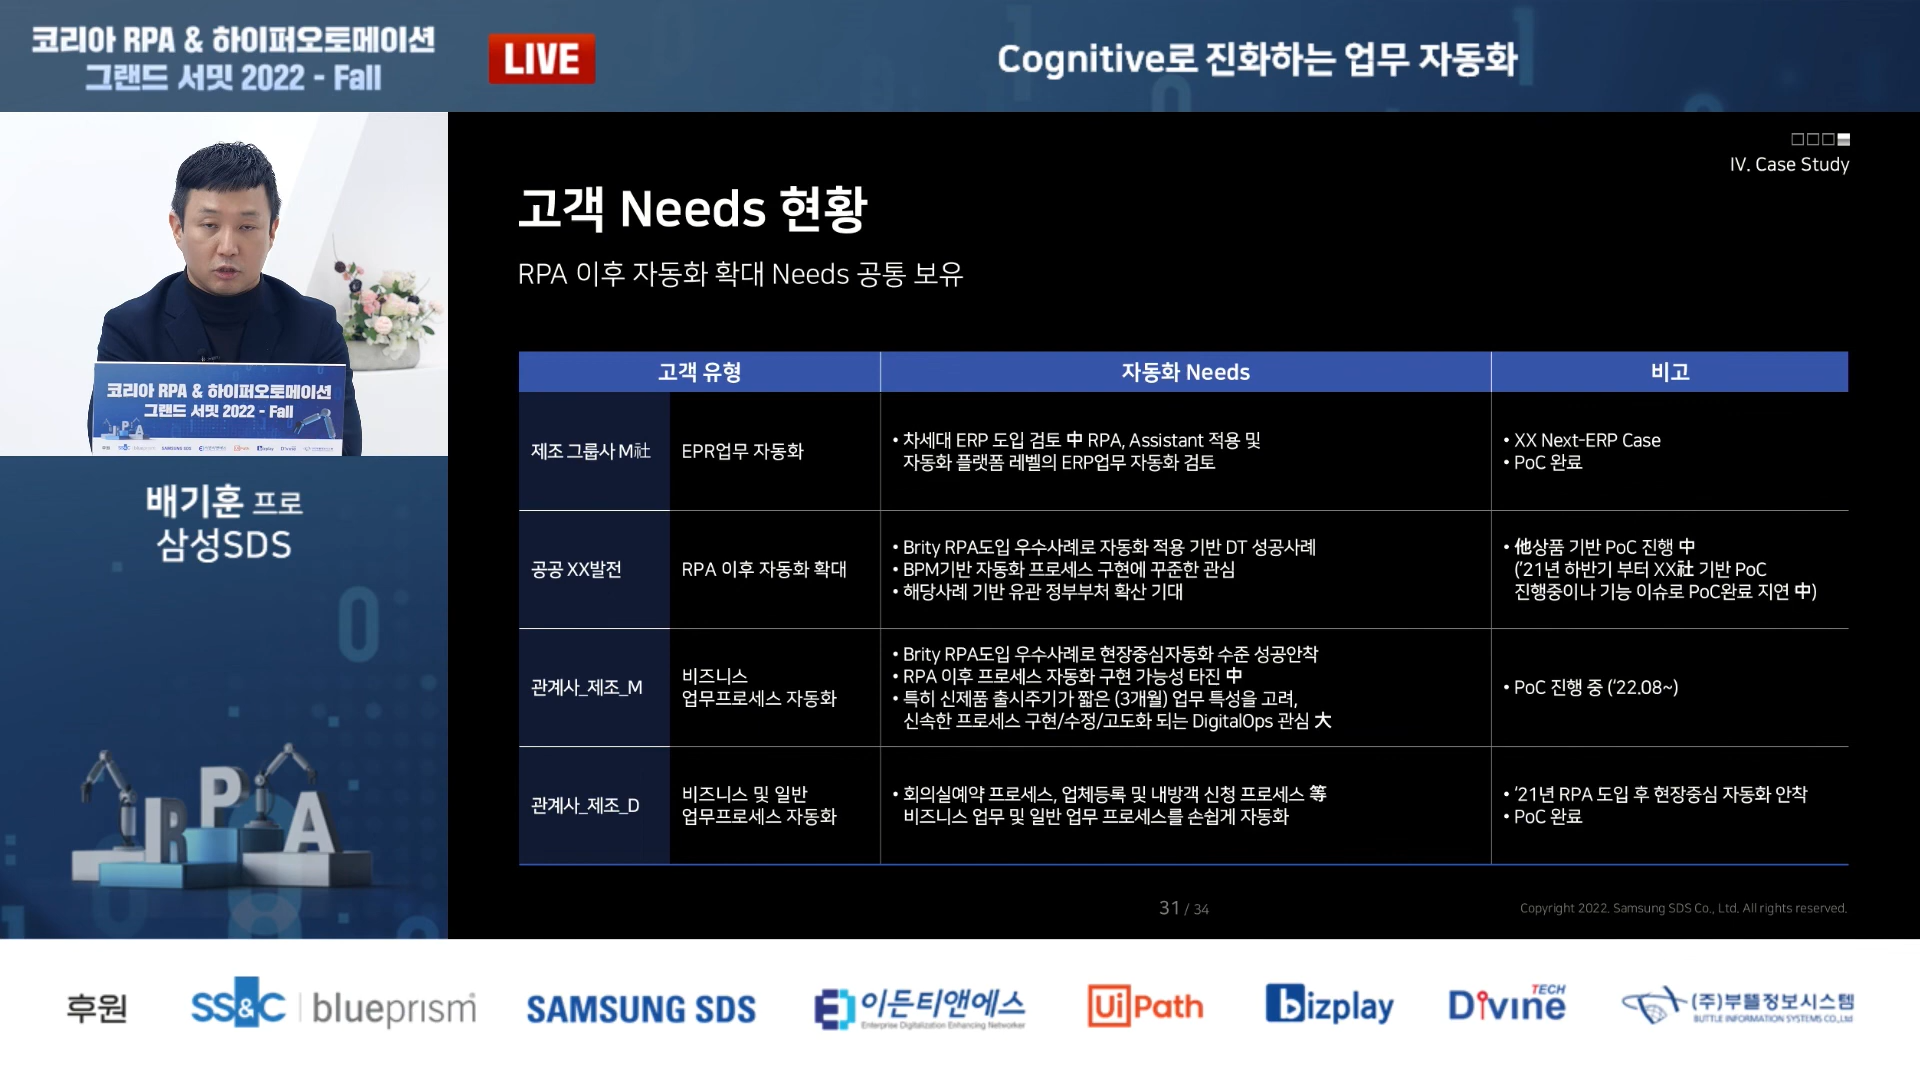 코리아 RPA & 하이퍼오토메이션
그랜드 서밋 2022 - Fall
LIVE
Cognitive로 진화하는 업무 자동화
코리아 RPA & 하이퍼오토메이션
그랜드 서밋 2022 - Fall
배기훈 프로
삼성SDS
RPA
IV. Case Study
고객 Needs 현황
RPA 이후 자동화 확대 Needs 공통 보유
고객 유형
자동화 Needs
비고
제조 그룹사 M社
EPR업무 자동화
• 차세대 ERP 도입 검토 中 RPA, Assistant 적용 및
자동화 플랫폼 레벨의 ERP업무 자동화 검토
• XX Next-ERP Case
• PoC 완료
공공 XX발전
RPA 이후 자동화 확대
• Brity RPA도입 우수사례로 자동화 적용 기반 DT 성공사례
• BPM기반 자동화 프로세스 구현에 꾸준한 관심
• 해당사례 기반 유관 정부부처 확산 기대
• 他상품 기반 PoC 진행 中
(’21년 하반기 부터 XX社 기반 PoC
진행중이나 기능 이슈로 PoC완료 지연 中)
관계사_제조_M
비즈니스
업무프로세스 자동화
• Brity RPA도입 우수사례로 현장중심자동화 수준 성공안착
• RPA 이후 프로세스 자동화 구현 가능성 타진 中
• 특히 신제품 출시주기가 짧은 (3개월) 업무 특성을 고려,
신속한 프로세스 구현/수정/고도화 되는 DigitalOps 관심 大
• PoC 진행 중 (‘22.08~)
관계사_제조_D
비즈니스 및 일반
업무프로세스 자동화
• 회의실예약 프로세스, 업체등록 및 내방객 신청 프로세스 等
비즈니스 업무 및 일반 업무 프로세스를 손쉽게 자동화
• ‘21년 RPA 도입 후 현장중심 자동화 안착
• PoC 완료
31 / 34
Copyright 2022. Samsung SDS Co., Ltd. All rights reserved.
후원
SS&C | blueprism
SAMSUNG SDS
이든티앤에스
Enterprise Digitalization Enhancing Networker
UiPath
bizplay
Divine TECH
(주)부뜰정보시스템
BUTTLE INFORMATION SYSTEMS CO.,Ltd